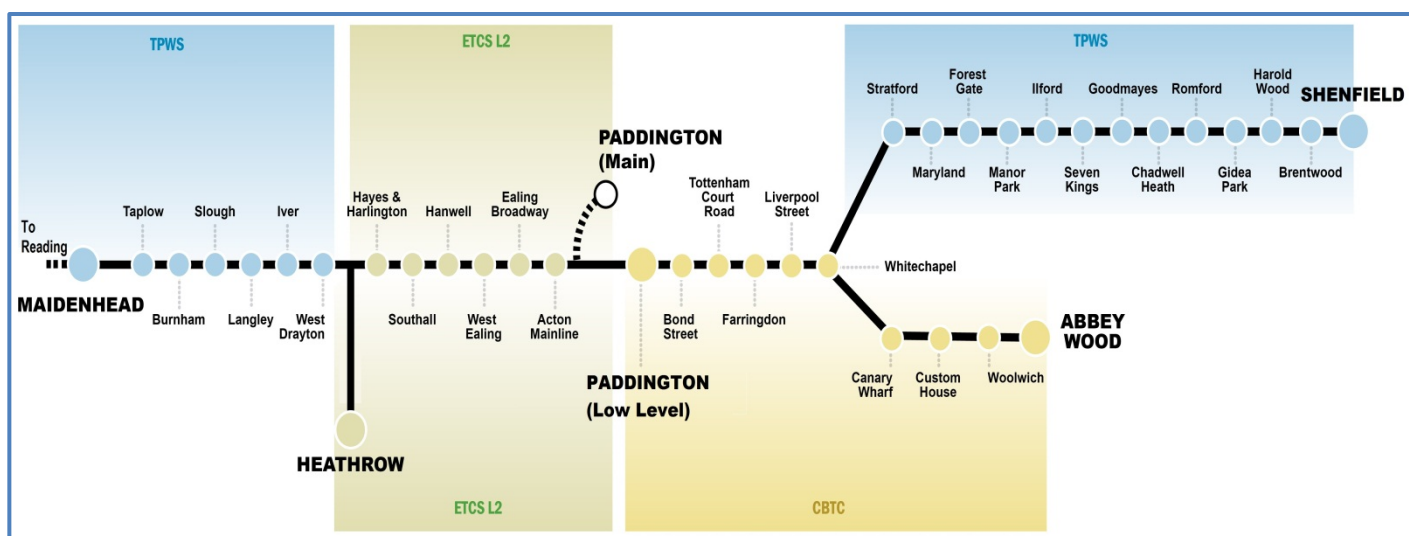 TPWS
ETCS L2
TPWS
Stratford
Forest
Gate
Ilford
Goodmayes
Romford
Harold
Wood
SHENFIELD
Maryland
Manor
Park
Seven
Kings
Chadwell
Heath
Gidea
Park
Brentwood
PADDINGTON
(Main)
To
Reading
Taplow
Slough
Iver
Hayes &
Harlington
Hanwell
Ealing
Broadway
Tottenham
Court
Road
Liverpool
Street
Whitechapel
MAIDENHEAD
Burnham
Langley
West
Drayton
Southall
West
Ealing
Acton
Mainline
Bond
Street
Farringdon
PADDINGTON
(Low Level)
Canary
Wharf
Custom
House
Woolwich
ABBEY
WOOD
HEATHROW
ETCS L2
CBTC